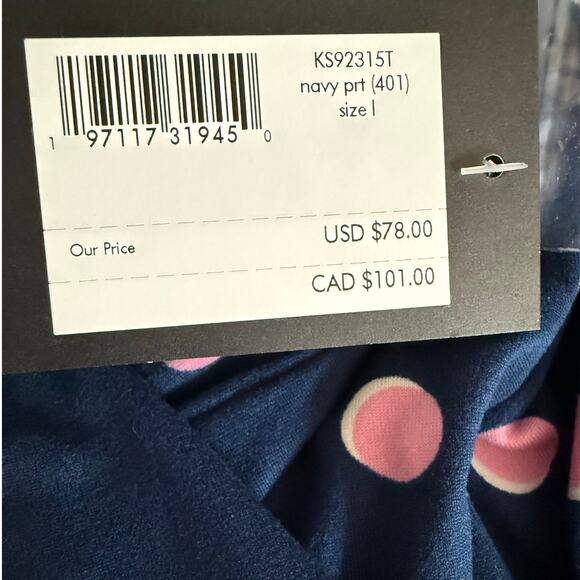 KS92315T
navy prt (401)
size l
1 97117 31945 0
Our Price
USD $78.00
CAD $101.00